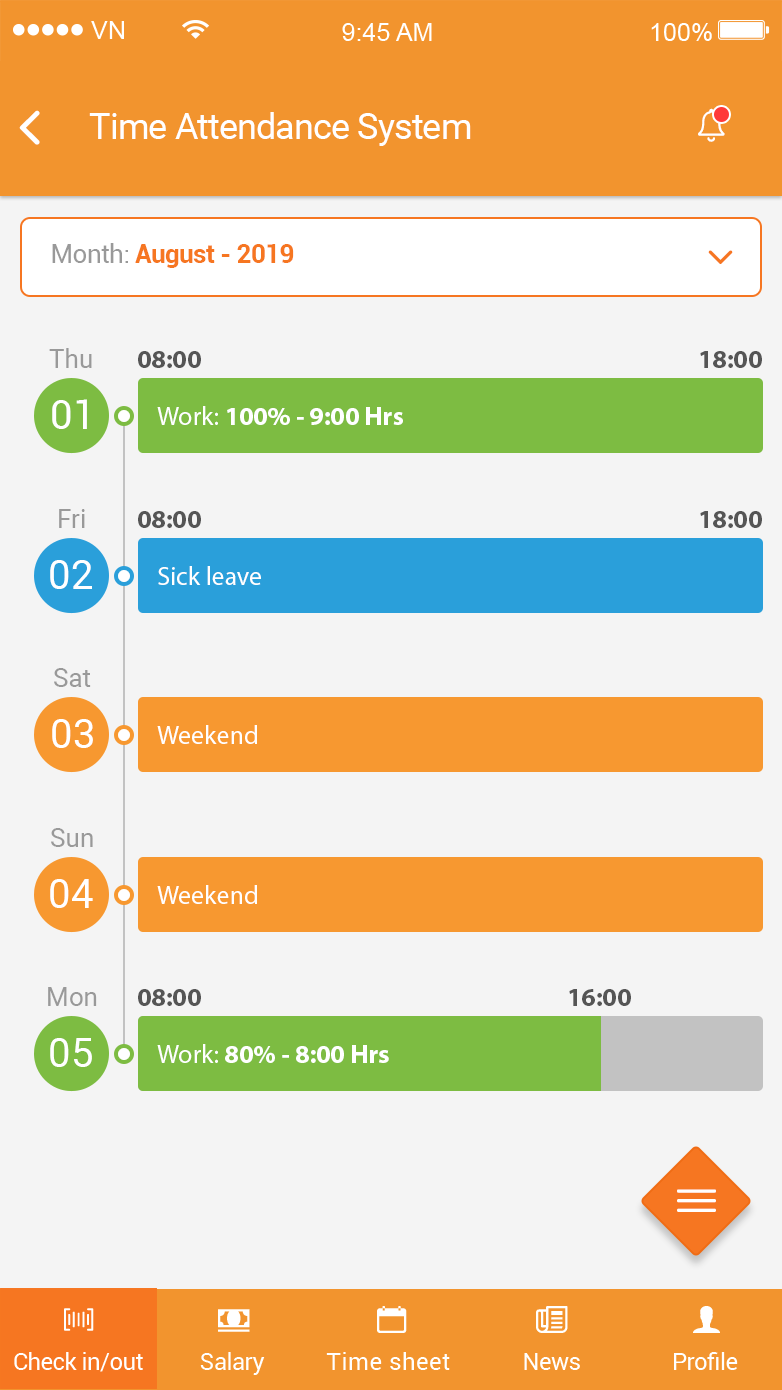 VN 9:45 AM 100%
Time Attendance System
Month: August - 2019
Thu 08:00 18:00
01 Work: 100% - 9:00 Hrs
Fri 08:00 18:00
02 Sick leave
Sat
03 Weekend
Sun
04 Weekend
Mon 08:00 16:00
05 Work: 80% - 8:00 Hrs
Check in/out Salary Time sheet News Profile